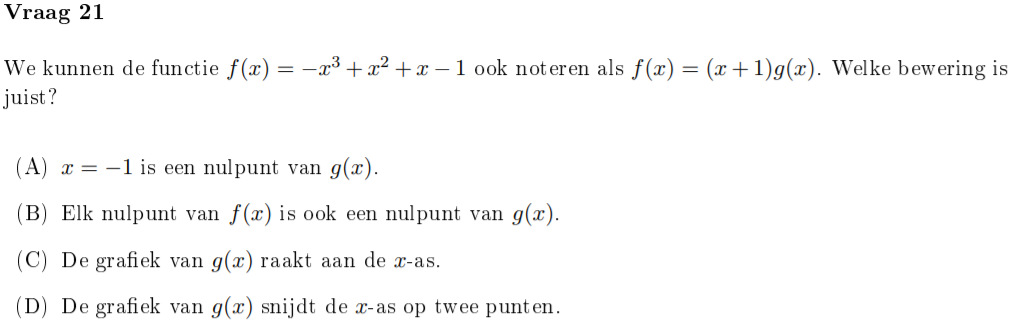 Vraag 21
We kunnen de functie f(x) = −x³ + x² + x − 1 ook noteren als f(x) = (x + 1)g(x). Welke bewering is
juist?
(A) x = −1 is een nulpunt van g(x).
(B) Elk nulpunt van f(x) is ook een nulpunt van g(x).
(C) De grafiek van g(x) raakt aan de x-as.
(D) De grafiek van g(x) snijdt de x-as op twee punten.